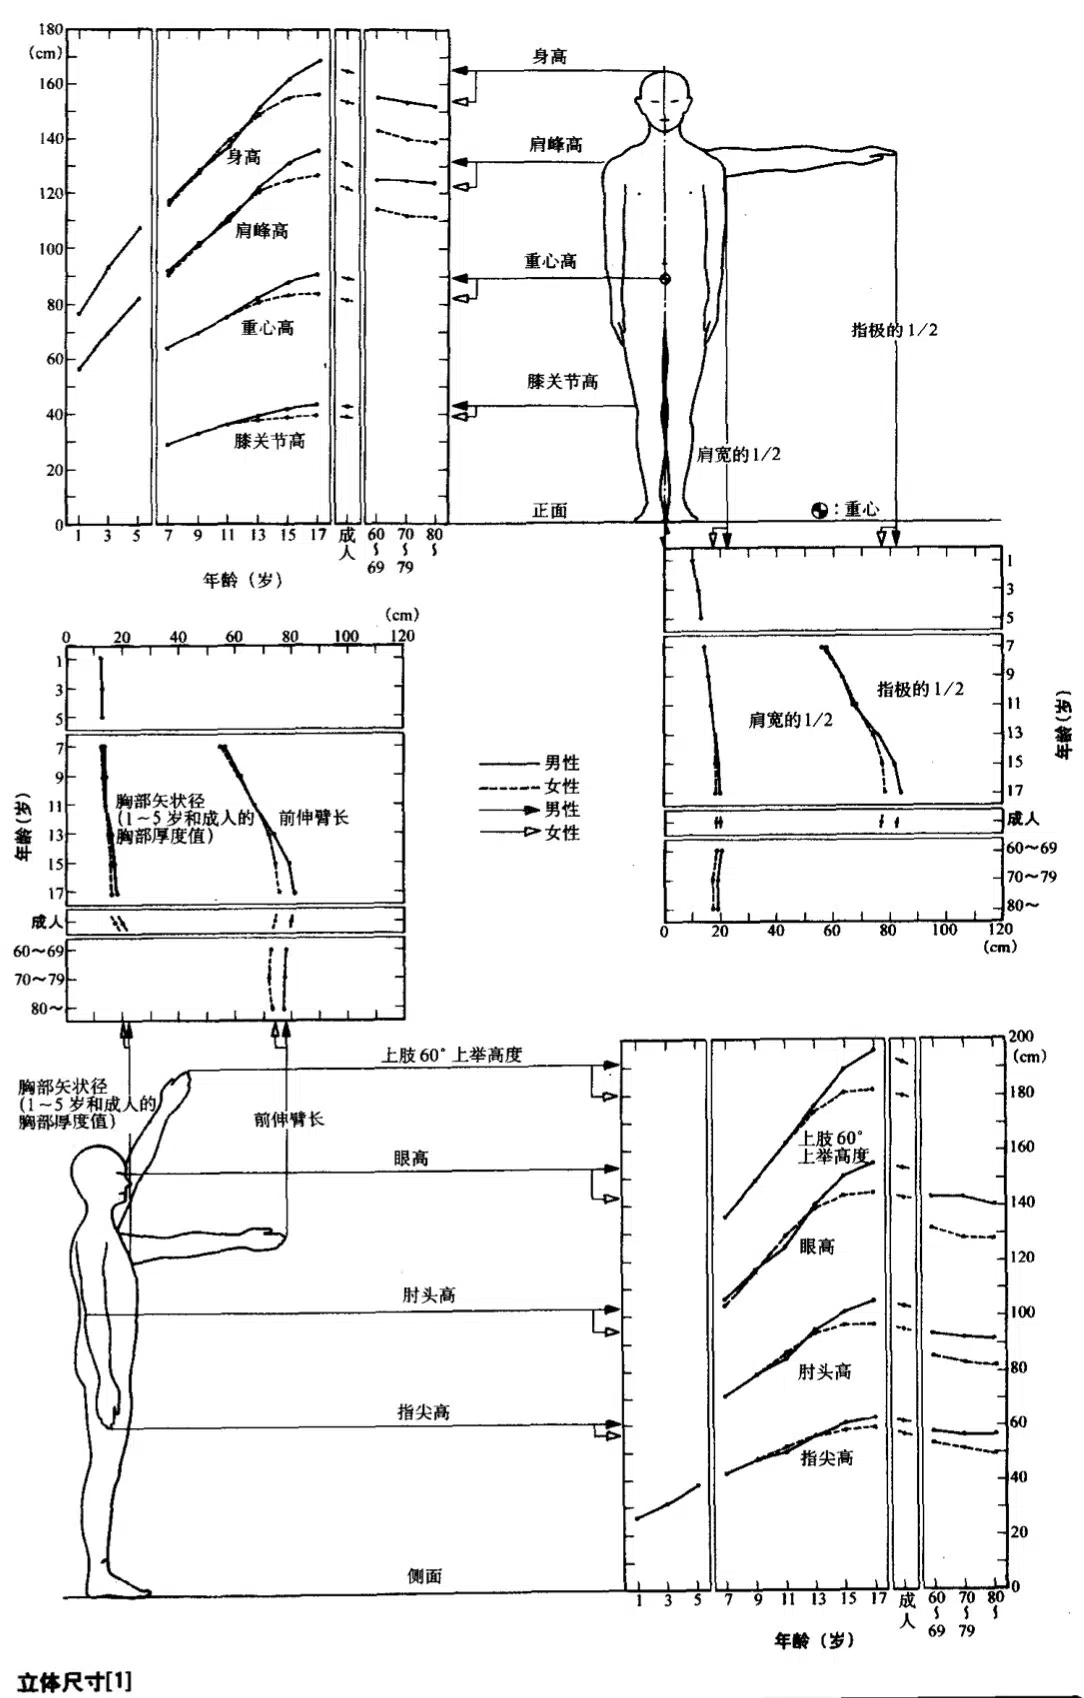 180
(cm)
160
140
120
100
80
60
40
20
0
身高
肩峰高
重心高
膝关节高
1 3 5 7 9 11 13 15 17 成人 60~69 70~79 80~
年龄（岁）
身高
肩峰高
重心高
膝关节高
指极的1/2
肩宽的1/2
正面
:重心
1
3
5
7
9
11
13
15
17
指极的1/2
肩宽的1/2
年龄（岁）
成人
60～69
70～79
80～
0 20 40 60 80 100 120
(cm)
(cm)
0 20 40 60 80 100 120
1
3
5
7
9
11
13
15
17
年龄（岁）
胸部矢状径
(1～5岁和成人的
胸部厚度值)
前伸臂长
成人
60～69
70～79
80～
男性
女性
男性
女性
胸部矢状径
(1～5岁和成人的
胸部厚度值)
前伸臂长
上肢60°上举高度
眼高
肘头高
指尖高
侧面
200
(cm)
180
160
140
120
100
80
60
40
20
0
上肢60°
上举高度
眼高
肘头高
指尖高
1 3 5 7 9 11 13 15 17 成人 60~69 70~79 80~
年龄（岁）
立体尺寸[1]